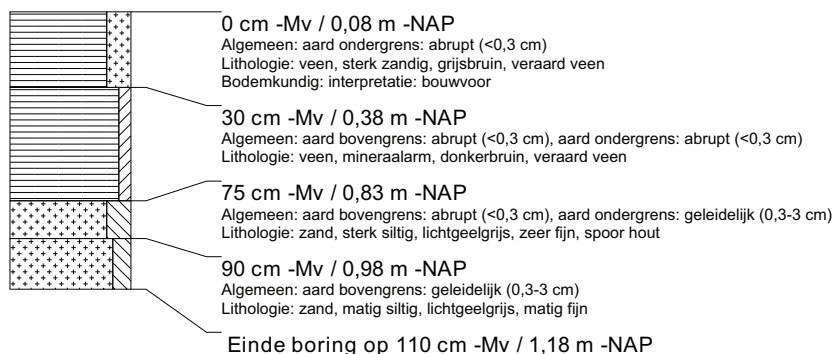 0 cm -Mv / 0,08 m -NAP
Algemeen: aard ondergrens: abrupt (<0,3 cm)
Lithologie: veen, sterk zandig, grijsbruin, veraard veen
Bodemkundig: interpretatie: bouwvoor
30 cm -Mv / 0,38 m -NAP
Algemeen: aard bovengrens: abrupt (<0,3 cm), aard ondergrens: abrupt (<0,3 cm)
Lithologie: veen, mineraalarm, donkerbruin, veraard veen
75 cm -Mv / 0,83 m -NAP
Algemeen: aard bovengrens: abrupt (<0,3 cm), aard ondergrens: geleidelijk (0,3-3 cm)
Lithologie: zand, sterk siltig, lichtgeelgrijs, zeer fijn, spoor hout
90 cm -Mv / 0,98 m -NAP
Algemeen: aard bovengrens: geleidelijk (0,3-3 cm)
Lithologie: zand, matig siltig, lichtgeelgrijs, matig fijn
Einde boring op 110 cm -Mv / 1,18 m -NAP